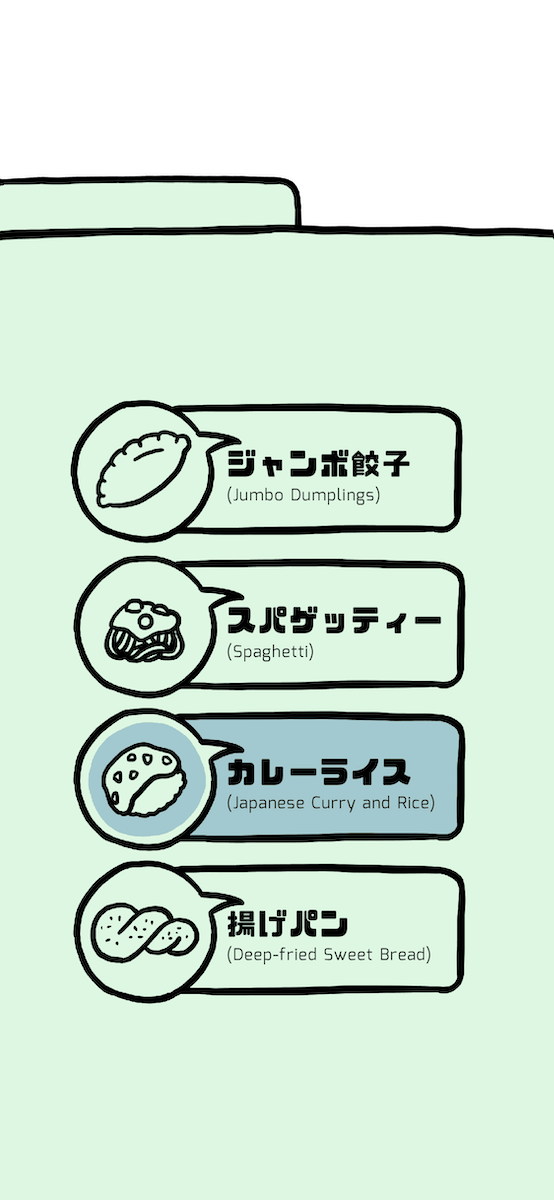 ジャンボ餃子
(Jumbo Dumplings)
スパゲッティー
(Spaghetti)
カレーライス
(Japanese Curry and Rice)
揚げパン
(Deep-fried Sweet Bread)